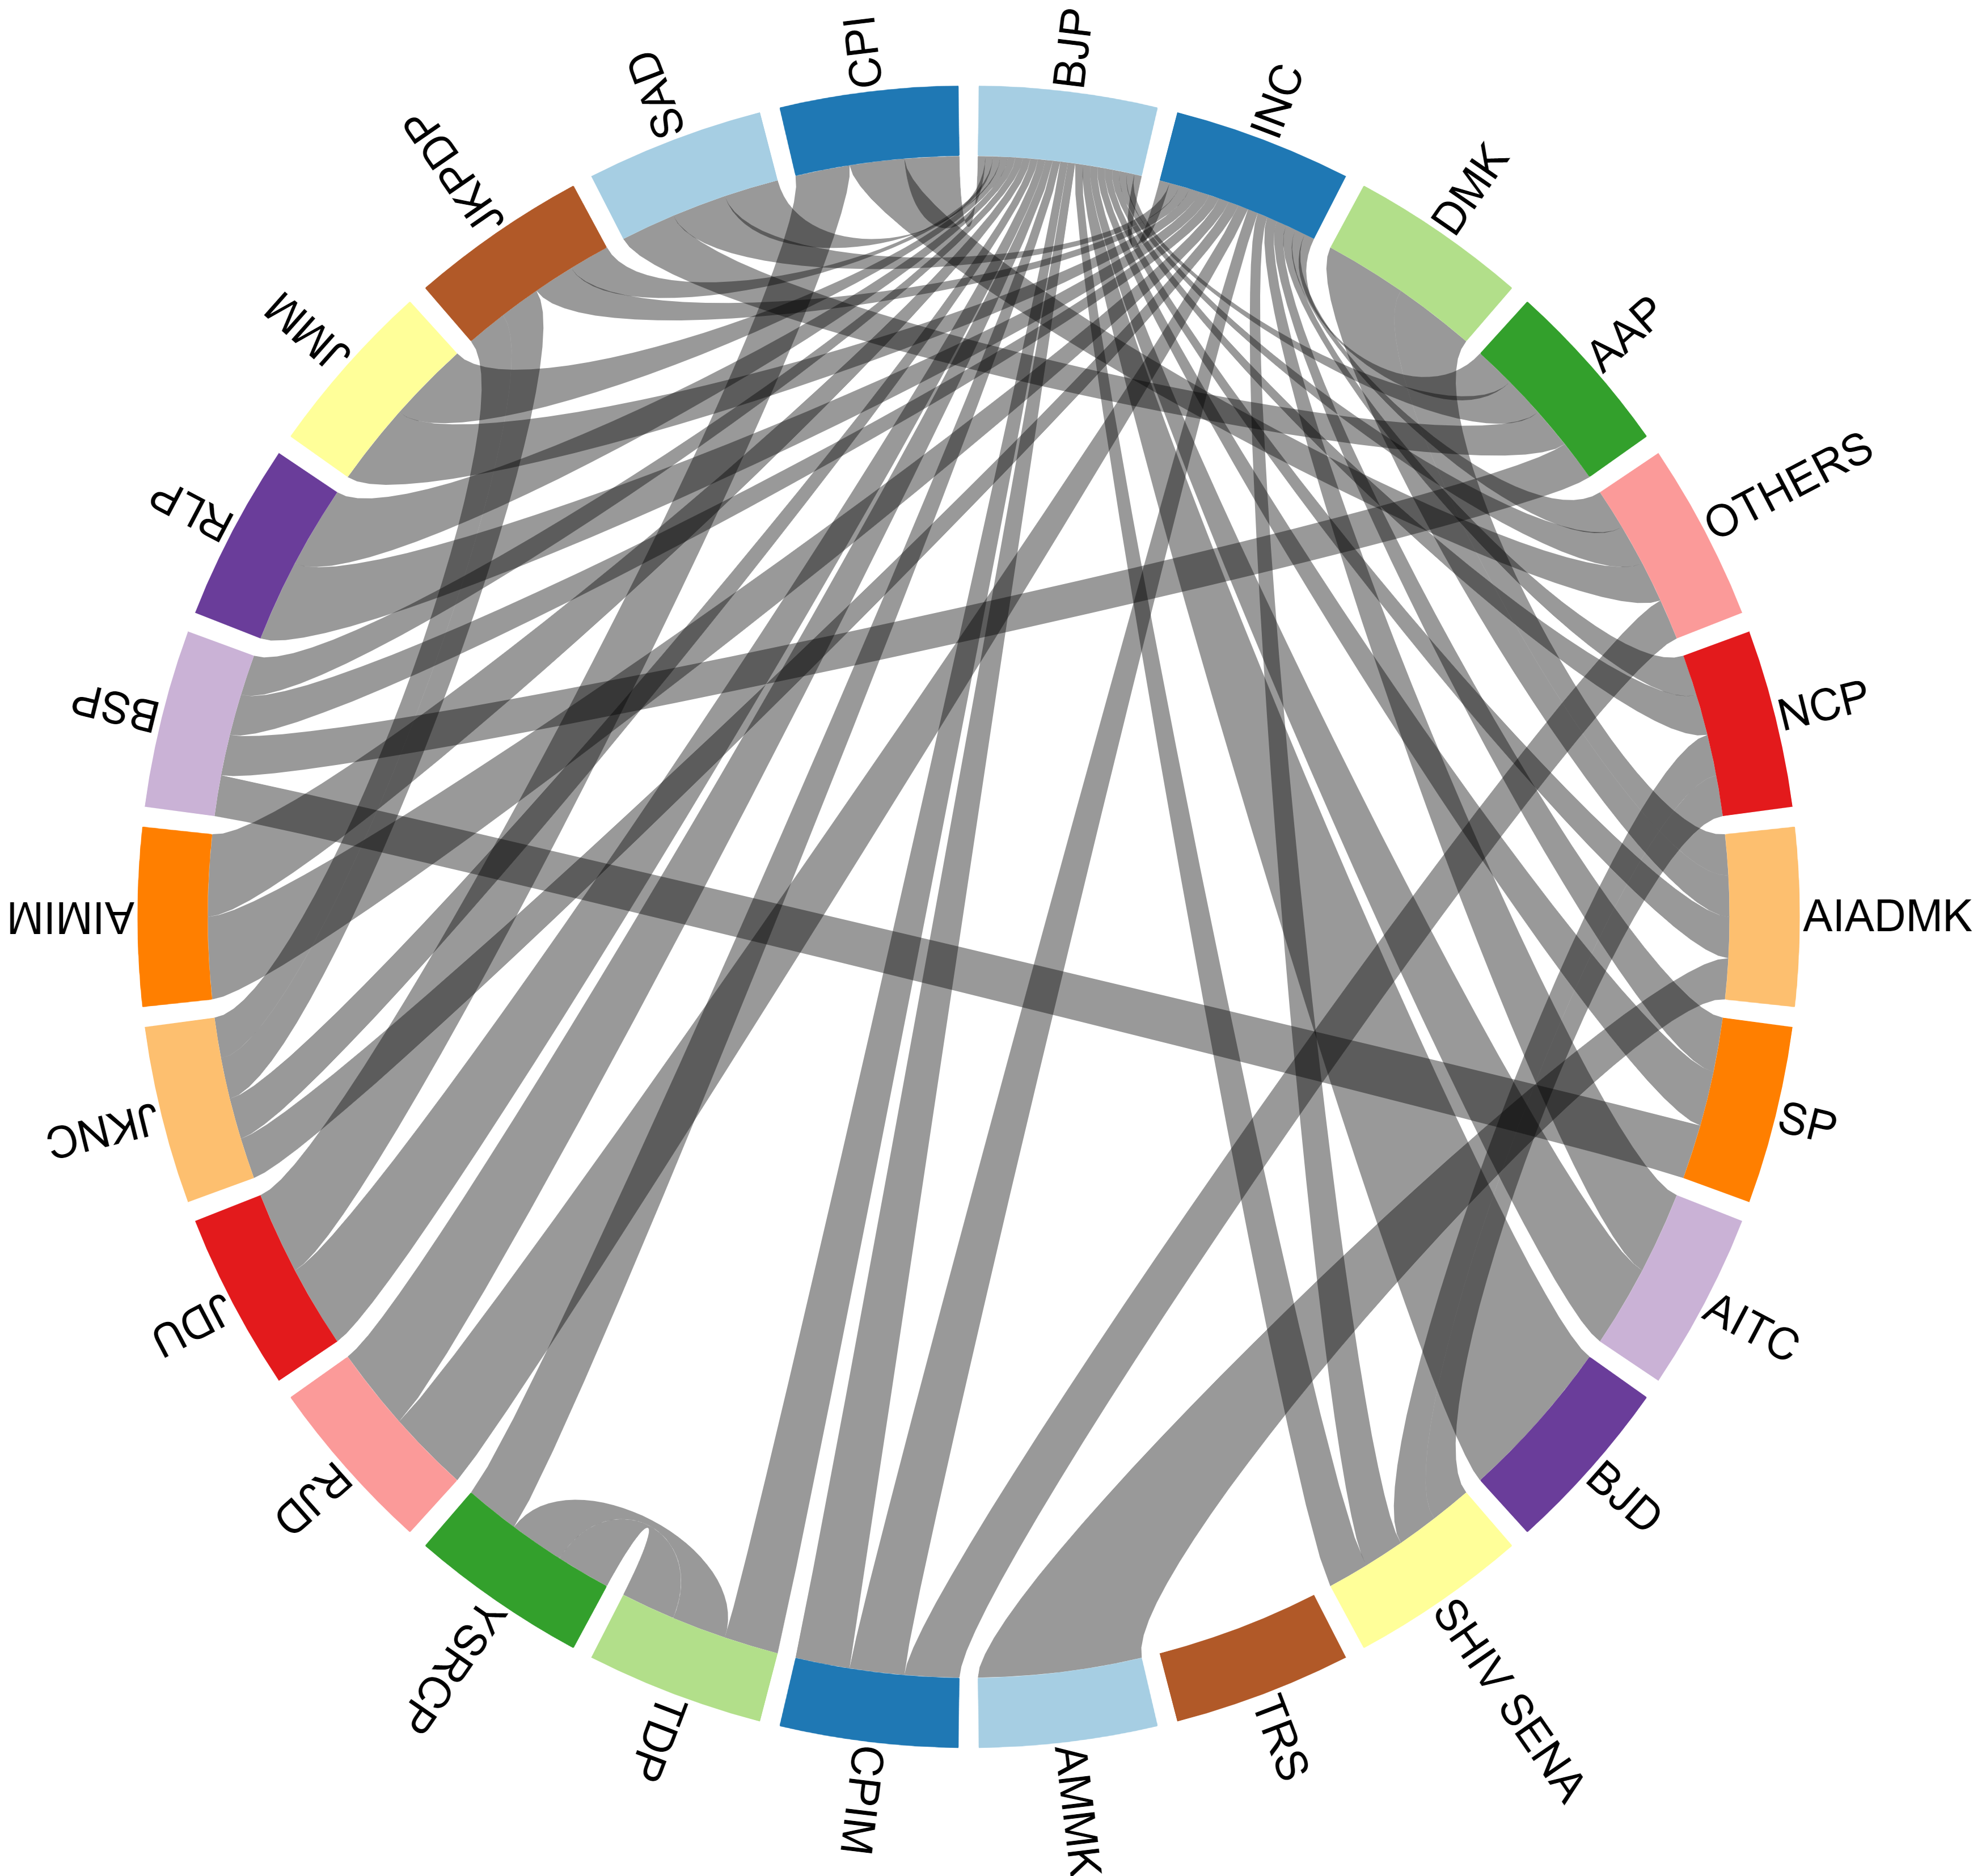 BJP
INC
DMK
AAP
OTHERS
NCP
AIADMK
SP
AITC
BJD
SHIV SENA
TRS
AMMK
CPIM
TDP
YSRCP
RJD
JDU
JKNC
AIMIM
BSP
RLP
JMM
JKPDP
SAD
CPI